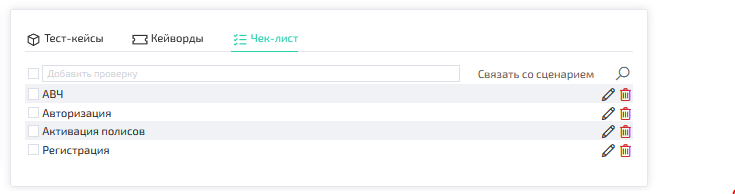 Тест-кейсы Кейворды Чек-лист
Добавить проверку Связать со сценарием
АВЧ
Авторизация
Активация полисов
Регистрация